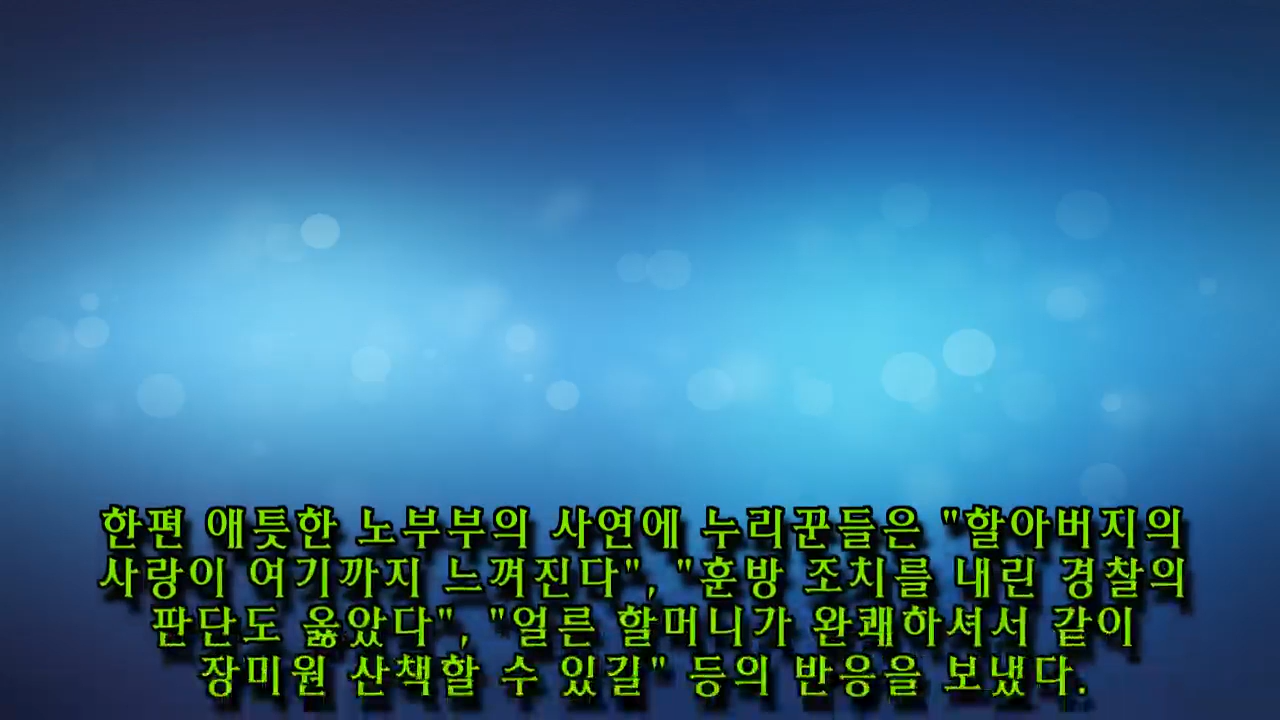 한편 애틋한 노부부의 사연에 누리꾼들은 "할아버지의
사랑이 여기까지 느껴진다", "훈방 조치를 내린 경찰의
판단도 옳았다", "얼른 할머니가 완쾌하셔서 같이
장미원 산책할 수 있길" 등의 반응을 보냈다.